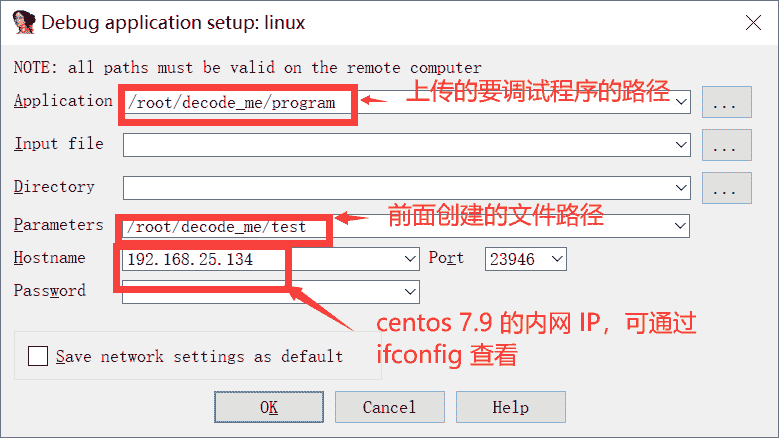 Debug application setup: linux
NOTE: all paths must be valid on the remote computer
Application /root/decode_me/program 上传的要调试程序的路径 ...
Input file ...
Directory ...
前面创建的文件路径
Parameters /root/decode_me/test
Hostname 192.168.25.134 Port 23946
Password
centos 7.9 的内网 IP，可通过
ifconfig 查看
Save network settings as default
OK Cancel Help